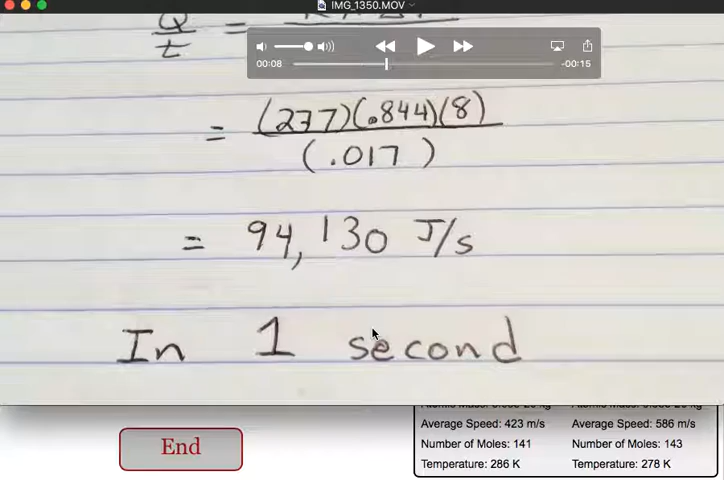 IMG_1350.MOV
Q
t =
00:08 -00:15
= (237)(.844)(8)
(.017)
= 94,130 J/s
In 1 second
End
Average Speed: 423 m/s Average Speed: 586 m/s
Number of Moles: 141 Number of Moles: 143
Temperature: 286 K Temperature: 278 K